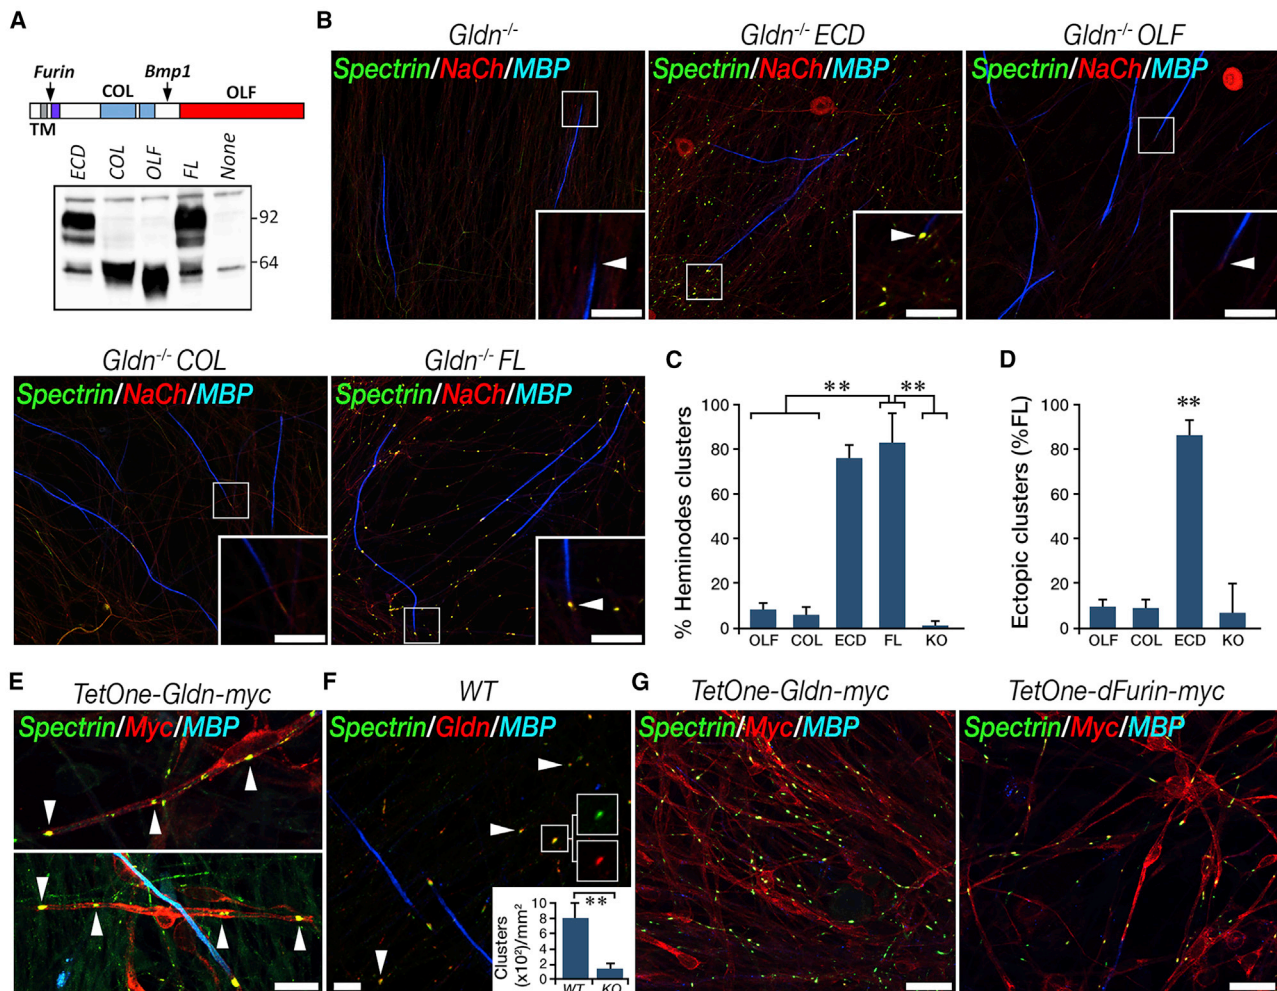 A
Furin
Bmp1
COL
OLF
TM
ECD
COL
OLF
FL
None
92
64
B
Gldn-/-
Spectrin/NaCh/MBP
Gldn-/- ECD
Spectrin/NaCh/MBP
Gldn-/- OLF
Spectrin/NaCh/MBP
Gldn-/- COL
Spectrin/NaCh/MBP
Gldn-/- FL
Spectrin/NaCh/MBP
C
% Heminodes clusters
100
80
60
40
20
0
** **
OLF COL ECD FL KO
D
Ectopic clusters (%FL)
100
80
60
40
20
0
**
OLF COL ECD KO
E
TetOne-Gldn-myc
Spectrin/Myc/MBP
F
WT
Spectrin/Gldn/MBP
Clusters
(x10²)/mm²
10
8
6
4
2
0
**
WT KO
G
TetOne-Gldn-myc
Spectrin/Myc/MBP
TetOne-dFurin-myc
Spectrin/Myc/MBP